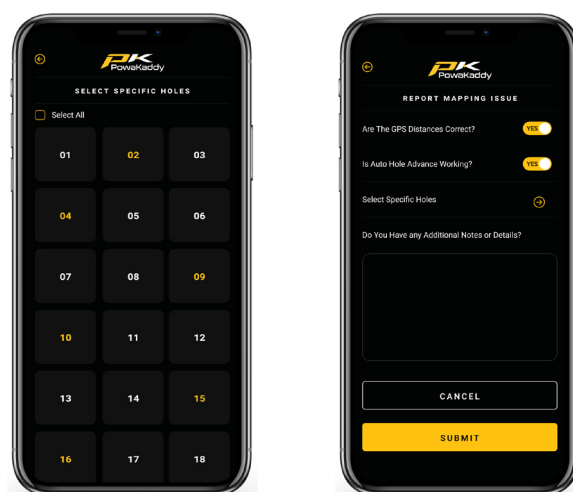 PK
PowaKaddy
SELECT SPECIFIC HOLES
Select All
01 02 03
04 05 06
07 08 09
10 11 12
13 14 15
16 17 18
PK
PowaKaddy
REPORT MAPPING ISSUE
Are The GPS Distances Correct? YES
Is Auto Hole Advance Working? YES
Select Specific Holes
Do You Have any Additional Notes or Details?
CANCEL
SUBMIT